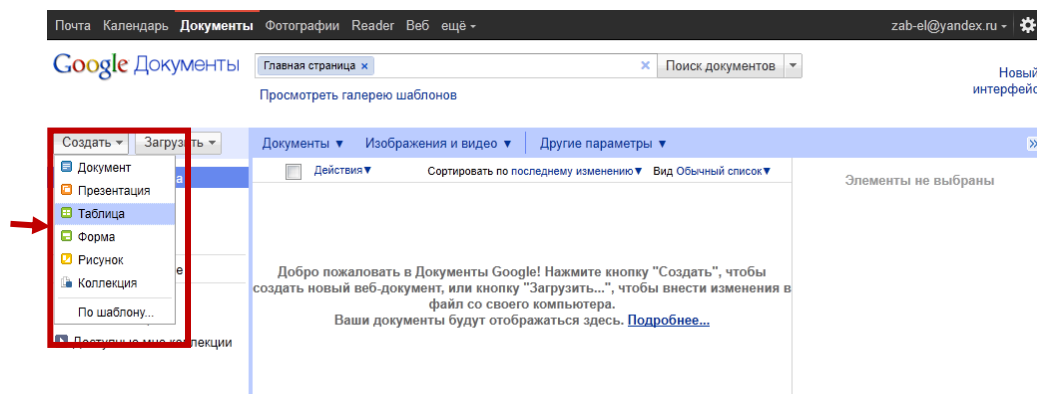 Почта Календарь Документы Фотографии Reader Веб ещё
zab-el@yandex.ru
Google Документы
Главная страница ×
× Поиск документов
Новый
интерфейс
Просмотреть галерею шаблонов
Создать Загрузить
Документы Изображения и видео Другие параметры »
Действия Сортировать по последнему изменению Вид Обычный список
Элементы не выбраны
Документ
Презентация
Таблица
Форма
Рисунок
Коллекция
По шаблону...
Доступные мне коллекции
Добро пожаловать в Документы Google! Нажмите кнопку "Создать", чтобы
создать новый веб-документ, или кнопку "Загрузить...", чтобы внести изменения в
файл со своего компьютера.
Ваши документы будут отображаться здесь. Подробнее...